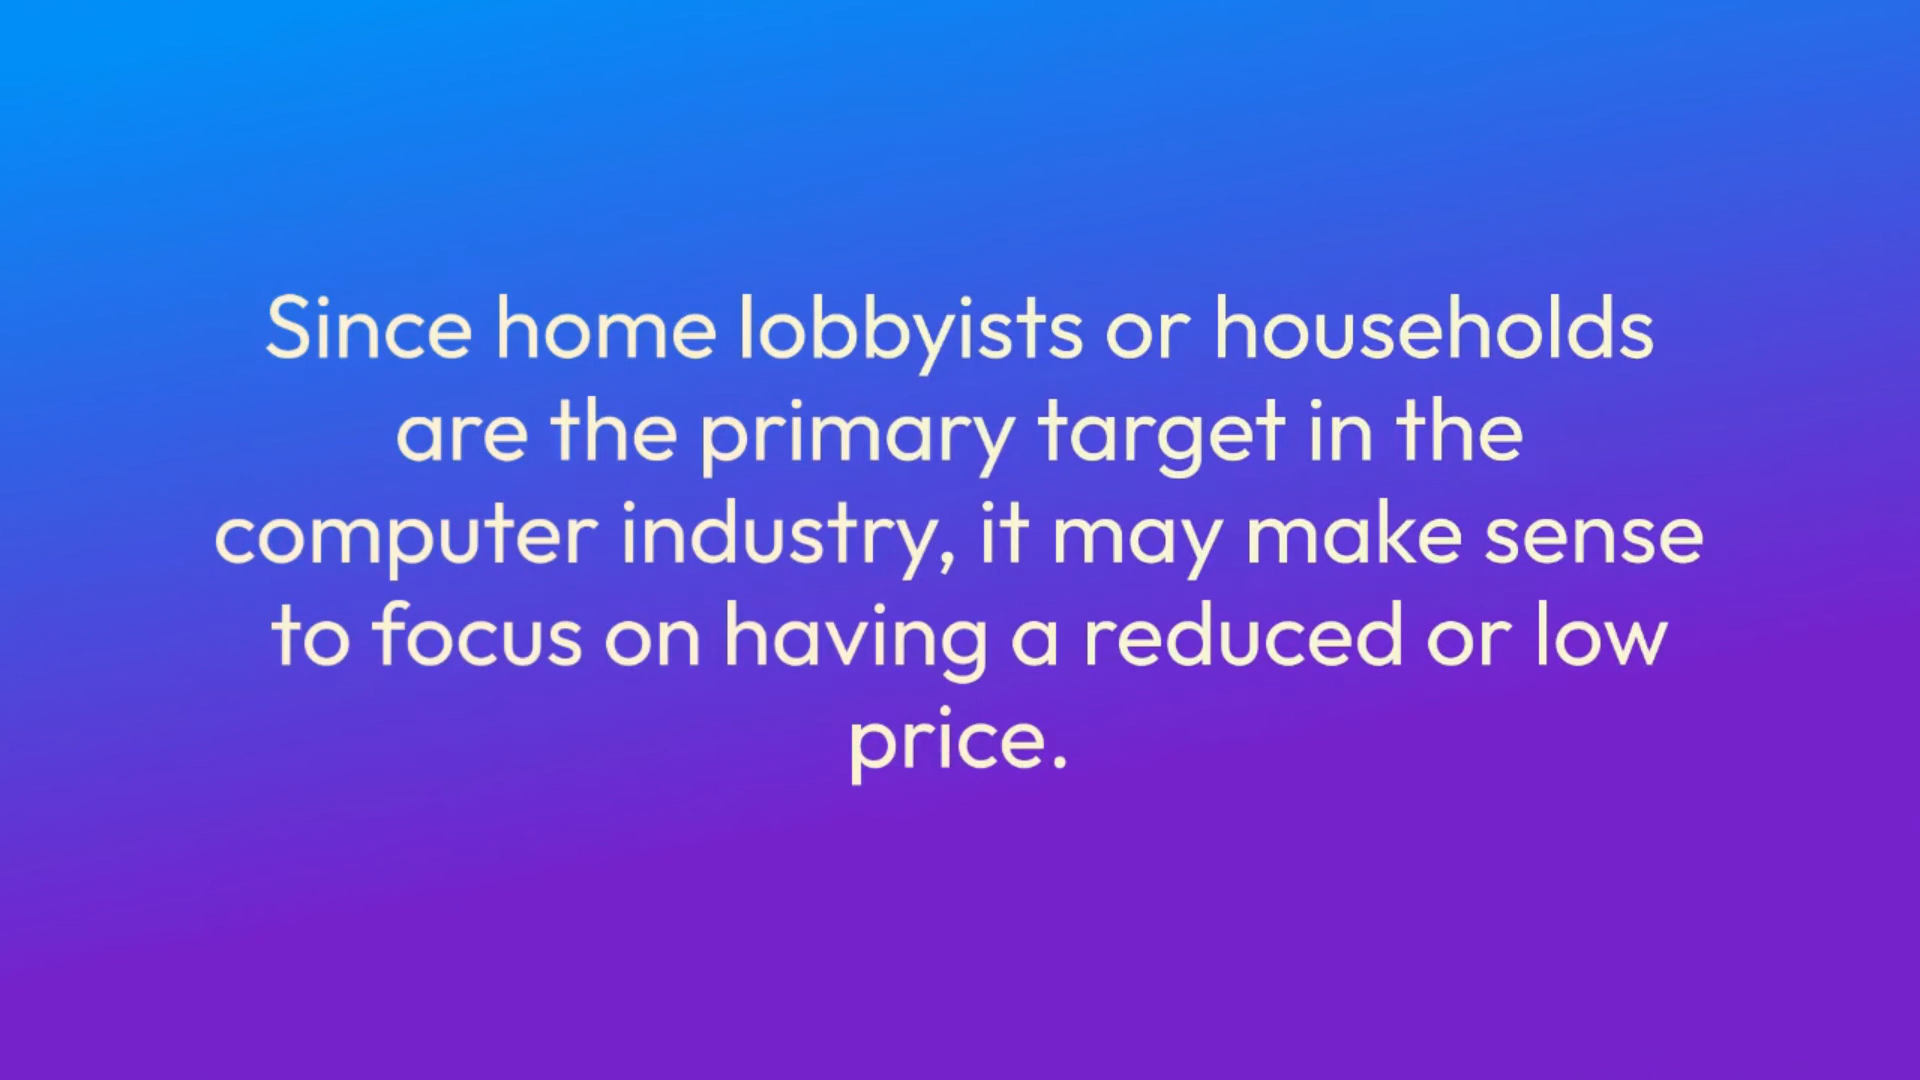 Since home lobbyists or households
are the primary target in the
computer industry, it may make sense
to focus on having a reduced or low
price.